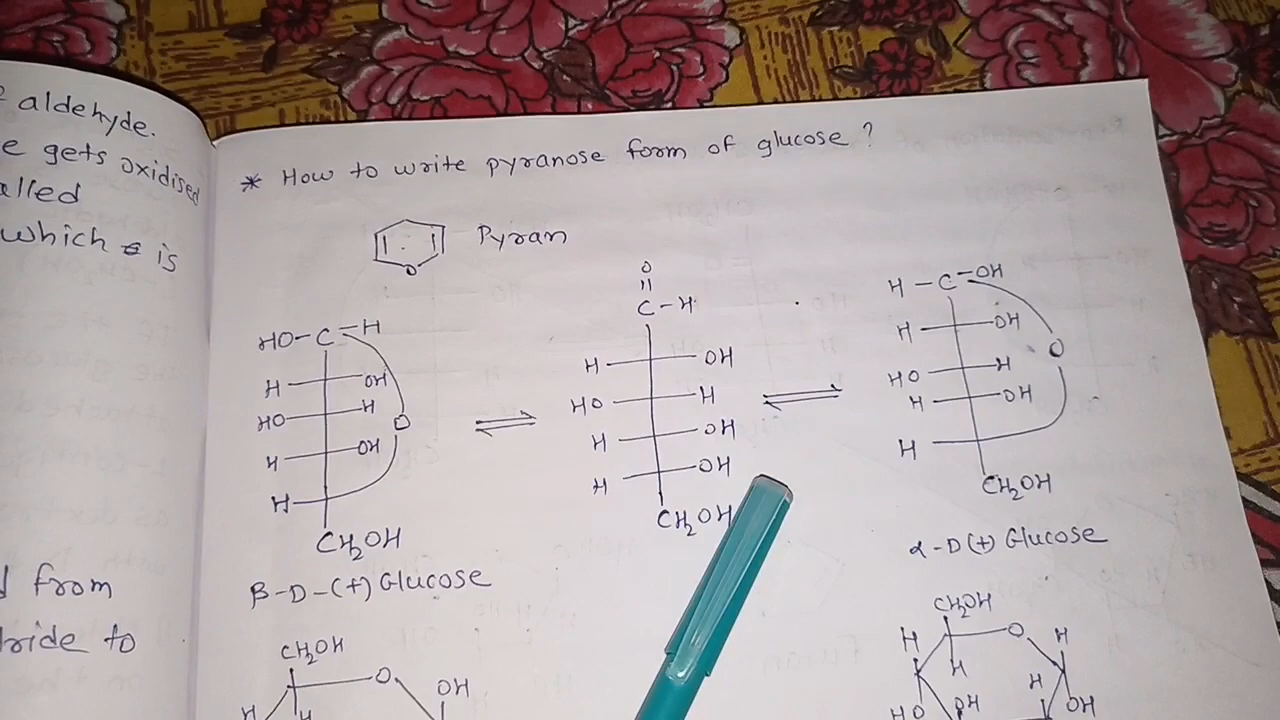 aldehyde.
e gets oxidised
alled
which is
d from
oride to
* How to write pyranose form of glucose ?
O
Pyran
HO-C-H
H OH
HO H
O
H OH
H
CH2OH
β-D-(+) Glucose
O
C-H
H OH
HO H
H OH
H OH
CH2OH
H-C-OH
H OH
O
HO H
H OH
H
CH2OH
α-D(+) Glucose
CH2OH
O
OH
H H
CH2OH
H O H
H H
HO OH OH